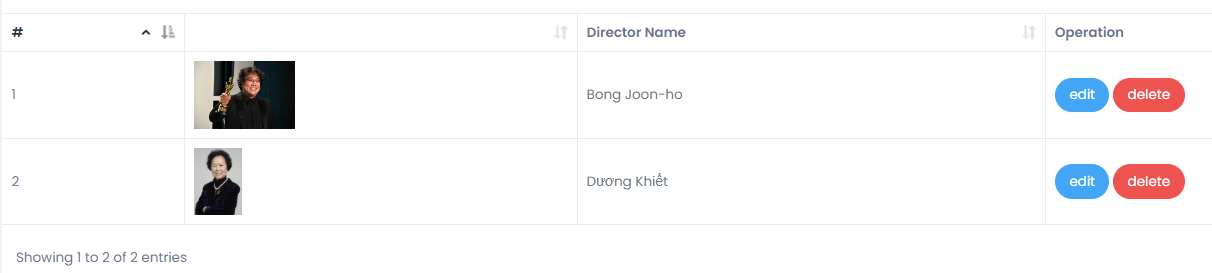 # Director Name Operation
1 Bong Joon-ho edit delete
2 Dương Khiết edit delete
Showing 1 to 2 of 2 entries